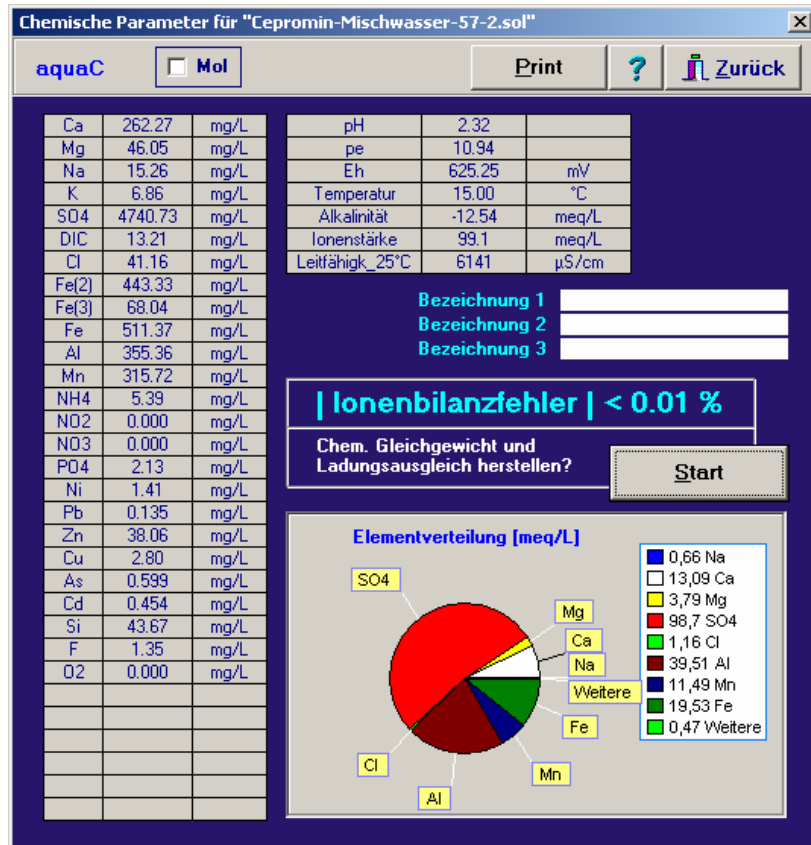 Chemische Parameter für "Cepromin-Mischwasser-57-2.sol"
aquaC Mol Print ? Zurück
Ca 262.27 mg/L
Mg 46.05 mg/L
Na 15.26 mg/L
K 6.86 mg/L
SO4 4740.73 mg/L
DIC 13.21 mg/L
Cl 41.16 mg/L
Fe(2) 443.33 mg/L
Fe(3) 68.04 mg/L
Fe 511.37 mg/L
Al 355.36 mg/L
Mn 315.72 mg/L
NH4 5.39 mg/L
NO2 0.000 mg/L
NO3 0.000 mg/L
PO4 2.13 mg/L
Ni 1.41 mg/L
Pb 0.135 mg/L
Zn 38.06 mg/L
Cu 2.80 mg/L
As 0.599 mg/L
Cd 0.454 mg/L
Si 43.67 mg/L
F 1.35 mg/L
O2 0.000 mg/L
pH 2.32
pe 10.94
Eh 625.25 mV
Temperatur 15.00 °C
Alkalinität -12.54 meq/L
Ionenstärke 99.1 meq/L
Leitfähigk_25°C 6141 µS/cm
Bezeichnung 1
Bezeichnung 2
Bezeichnung 3
| Ionenbilanzfehler | < 0.01 %
Chem. Gleichgewicht und
Ladungsausgleich herstellen?
Start
Elementverteilung [meq/L]
SO4
Mg
Ca
Na
Weitere
Fe
Mn
Al
Cl
0,66 Na
13,09 Ca
3,79 Mg
98,7 SO4
1,16 Cl
39,51 Al
11,49 Mn
19,53 Fe
0,47 Weitere